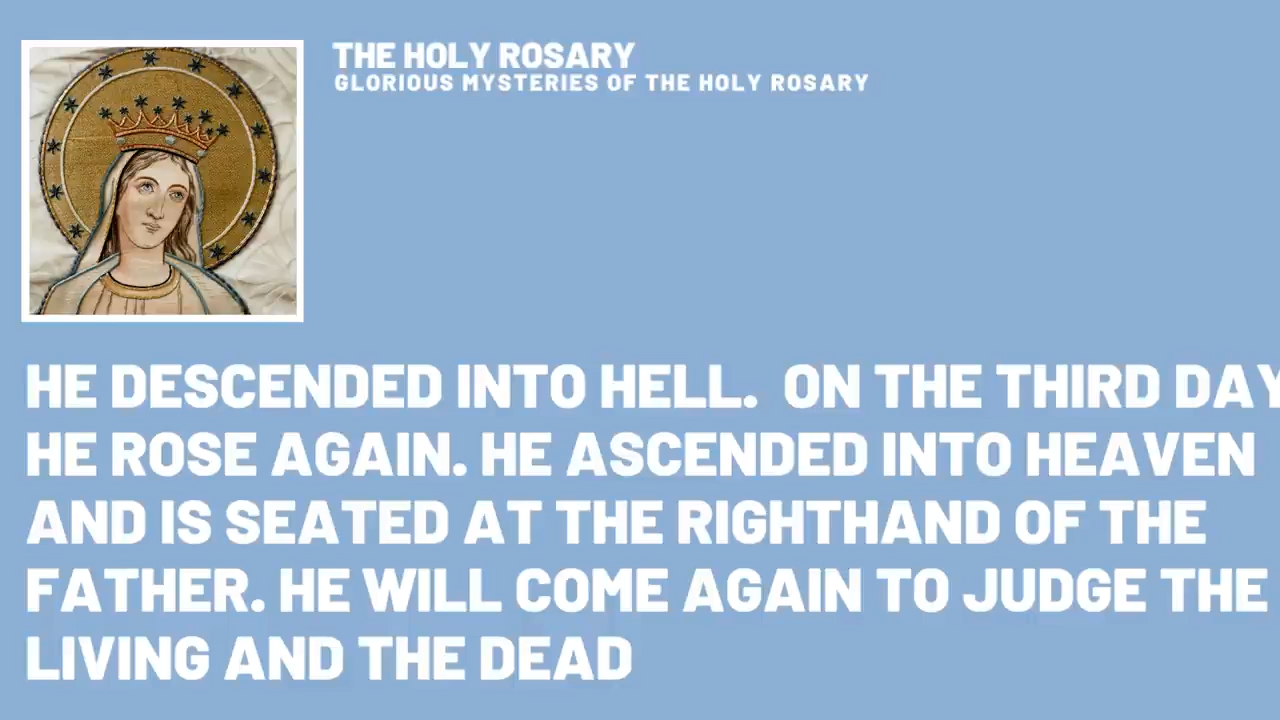 THE HOLY ROSARY
GLORIOUS MYSTERIES OF THE HOLY ROSARY
HE DESCENDED INTO HELL. ON THE THIRD DAY
HE ROSE AGAIN. HE ASCENDED INTO HEAVEN
AND IS SEATED AT THE RIGHTHAND OF THE
FATHER. HE WILL COME AGAIN TO JUDGE THE
LIVING AND THE DEAD